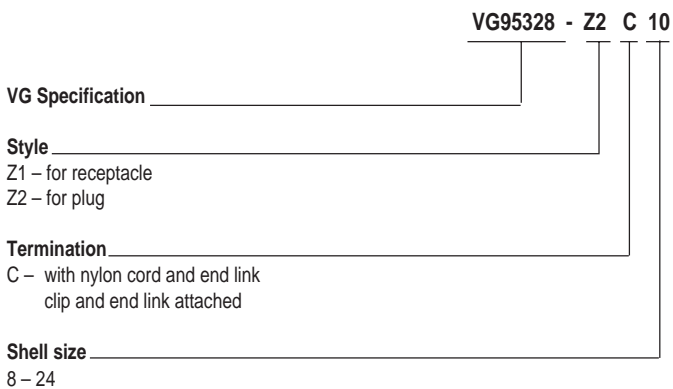 VG95328 - Z2 C 10
VG Specification
Style
Z1 – for receptacle
Z2 – for plug
Termination
C – with nylon cord and end link
clip and end link attached
Shell size
8 – 24